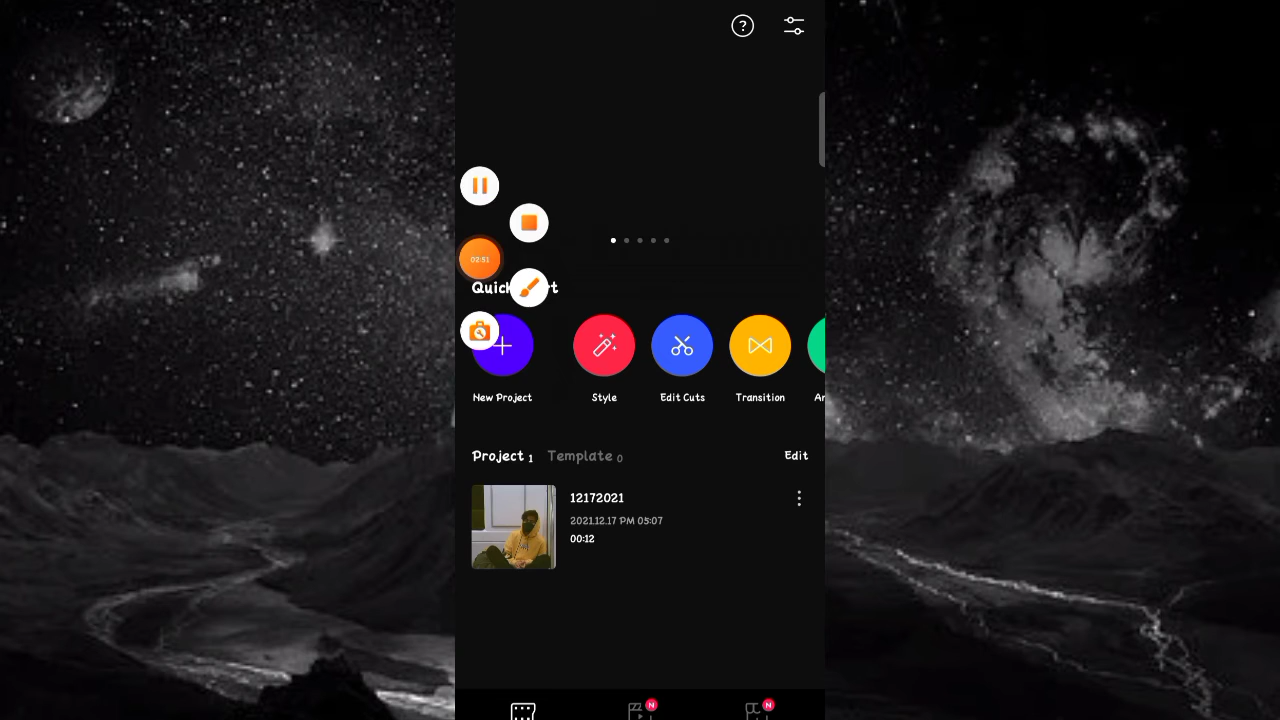 ?
02:51
Quick
New Project
Style
Edit Cuts
Transition
Project 1
Template 0
Edit
12172021
2021.12.17 PM 05:07
00:12
N
N